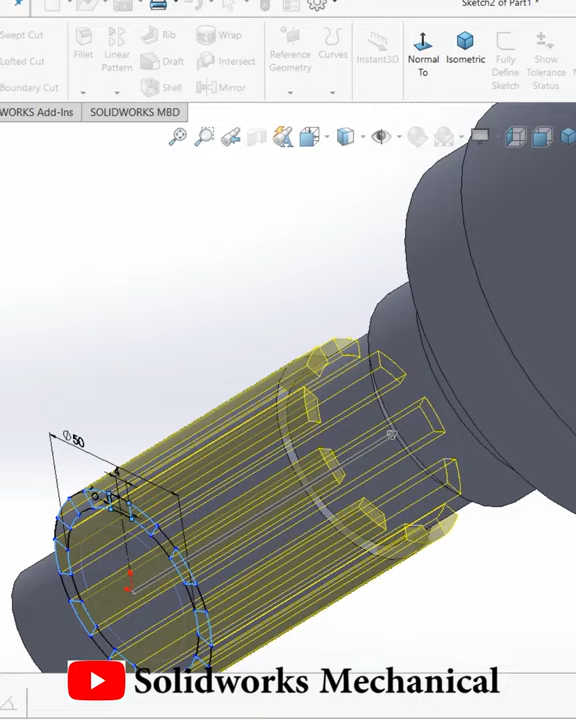 Sketch2 of Part1 *
Swept Cut
Lofted Cut
Boundary Cut
Fillet
Linear
Pattern
Rib
Draft
Shell
Wrap
Intersect
Mirror
Reference
Geometry
Curves
Instant3D
Normal
To
Isometric
Fully
Define
Sketch
Show
Tolerance
Status
WORKS Add-Ins
SOLIDWORKS MBD
⌀50
4
Solidworks Mechanical